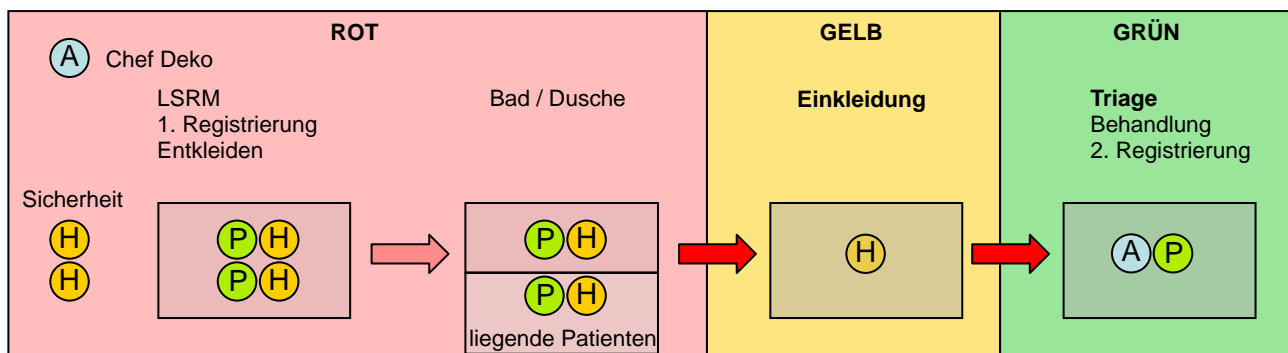 ROT
GELB
GRÜN
A Chef Deko
LSRM
1. Registrierung
Entkleiden
Bad / Dusche
Einkleidung
Triage
Behandlung
2. Registrierung
Sicherheit
H
H
P H
P H
P H
P H
liegende Patienten
H
A P